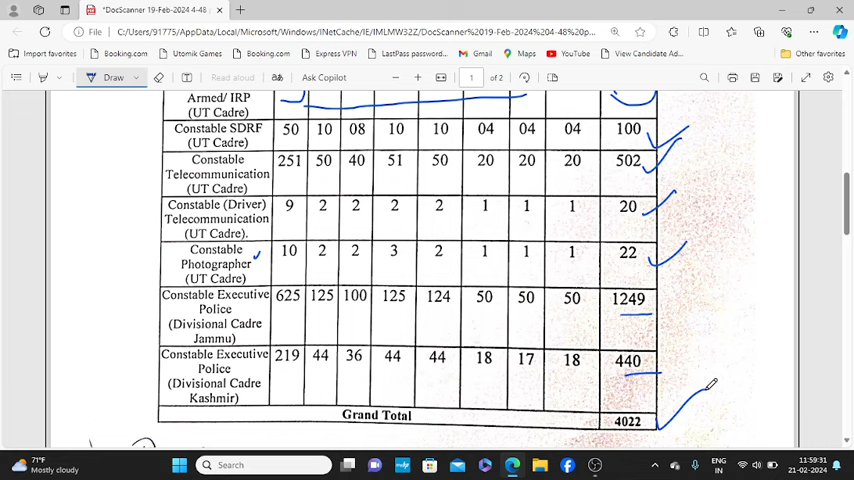 *DocScanner 19-Feb-2024 4-48 p
File
C:/Users/91775/AppData/Local/Microsoft/Windows/INetCache/IE/IMLMW32Z/DocScanner%2019-Feb-2024%204-48%20p...
Import favorites
Booking.com
Utomik Games
Booking.com
Express VPN
LastPass password...
Gmail
Maps
YouTube
Other favorites
Draw
Read aloud
Ask Copilot
1 of 2
Armed/ IRP
(UT Cadre)
Constable SDRF 50 10 08 10 10 04 04 04 100
(UT Cadre)
Constable 251 50 40 51 50 20 20 20 502
Telecommunication
(UT Cadre)
Constable (Driver) 9 2 2 2 2 1 1 1 20
Telecommunication
(UT Cadre).
Constable 10 2 2 3 2 1 1 1 22
Photographer
(UT Cadre)
Constable Executive 625 125 100 125 124 50 50 50 1249
Police
(Divisional Cadre
Jammu)
Constable Executive 219 44 36 44 44 18 17 18 440
Police
(Divisional Cadre
Kashmir)
Grand Total 4022
71°F
Mostly cloudy
Search
ENG
IN
11:59:31
21-02-2024